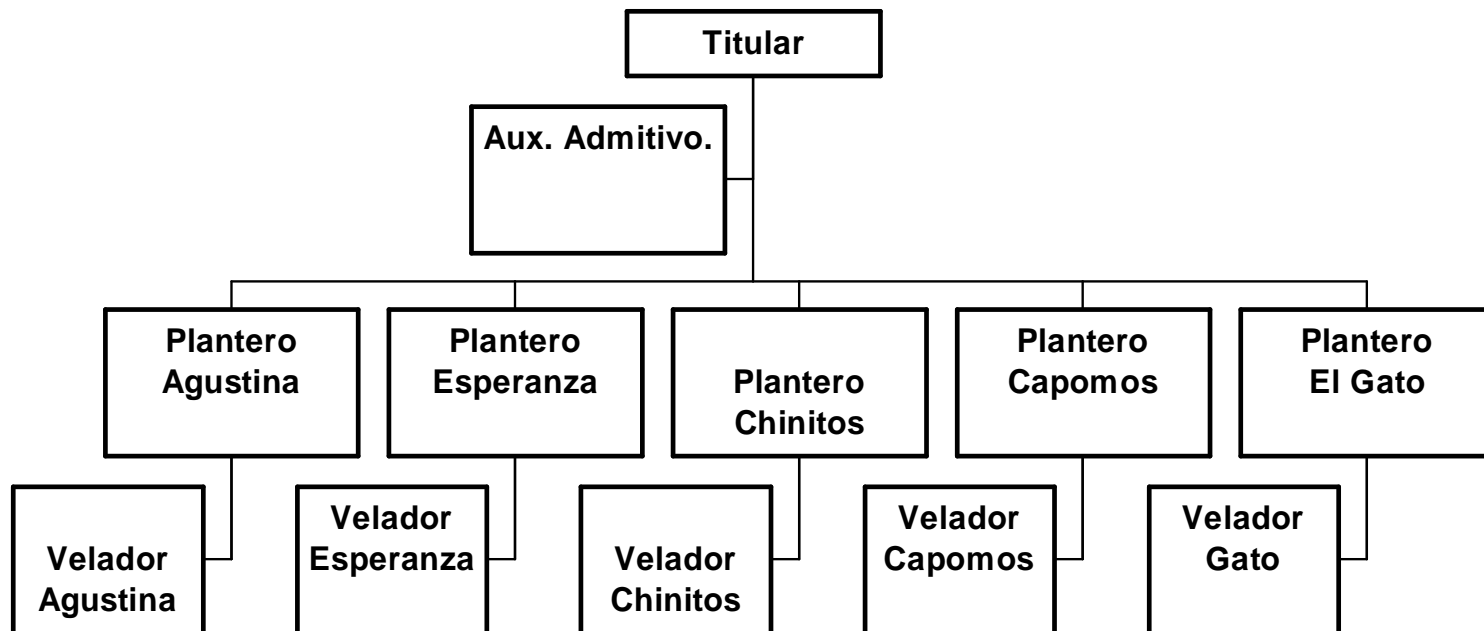 Titular
Aux. Admitivo.
Plantero
Agustina
Plantero
Esperanza
Plantero
Chinitos
Plantero
Capomos
Plantero
El Gato
Velador
Agustina
Velador
Esperanza
Velador
Chinitos
Velador
Capomos
Velador
Gato